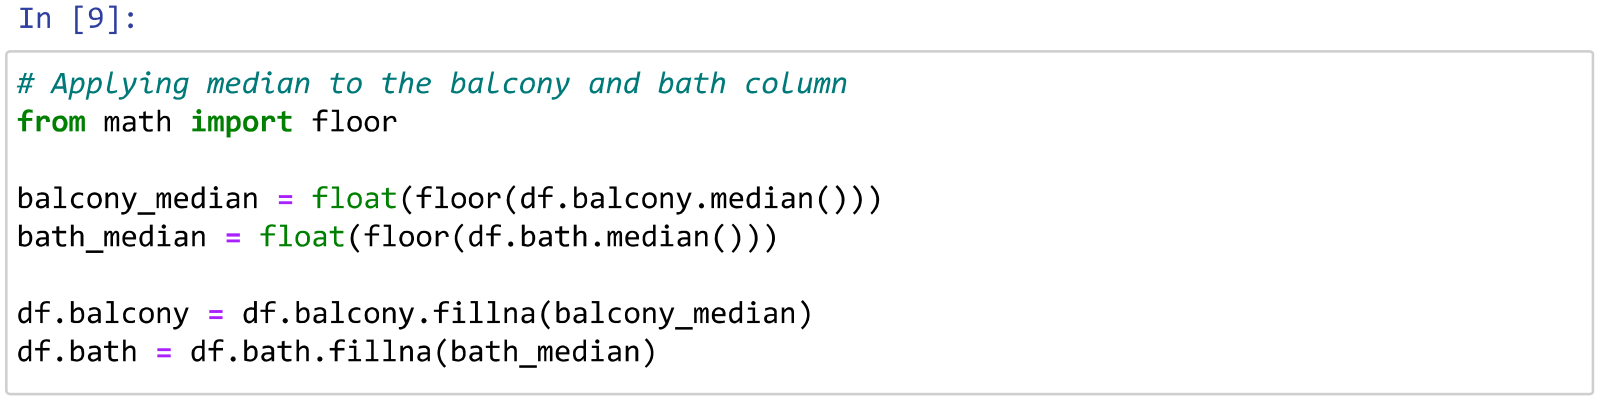 In [9]:
# Applying median to the balcony and bath column
from math import floor
balcony_median = float(floor(df.balcony.median()))
bath_median = float(floor(df.bath.median()))
df.balcony = df.balcony.fillna(balcony_median)
df.bath = df.bath.fillna(bath_median)